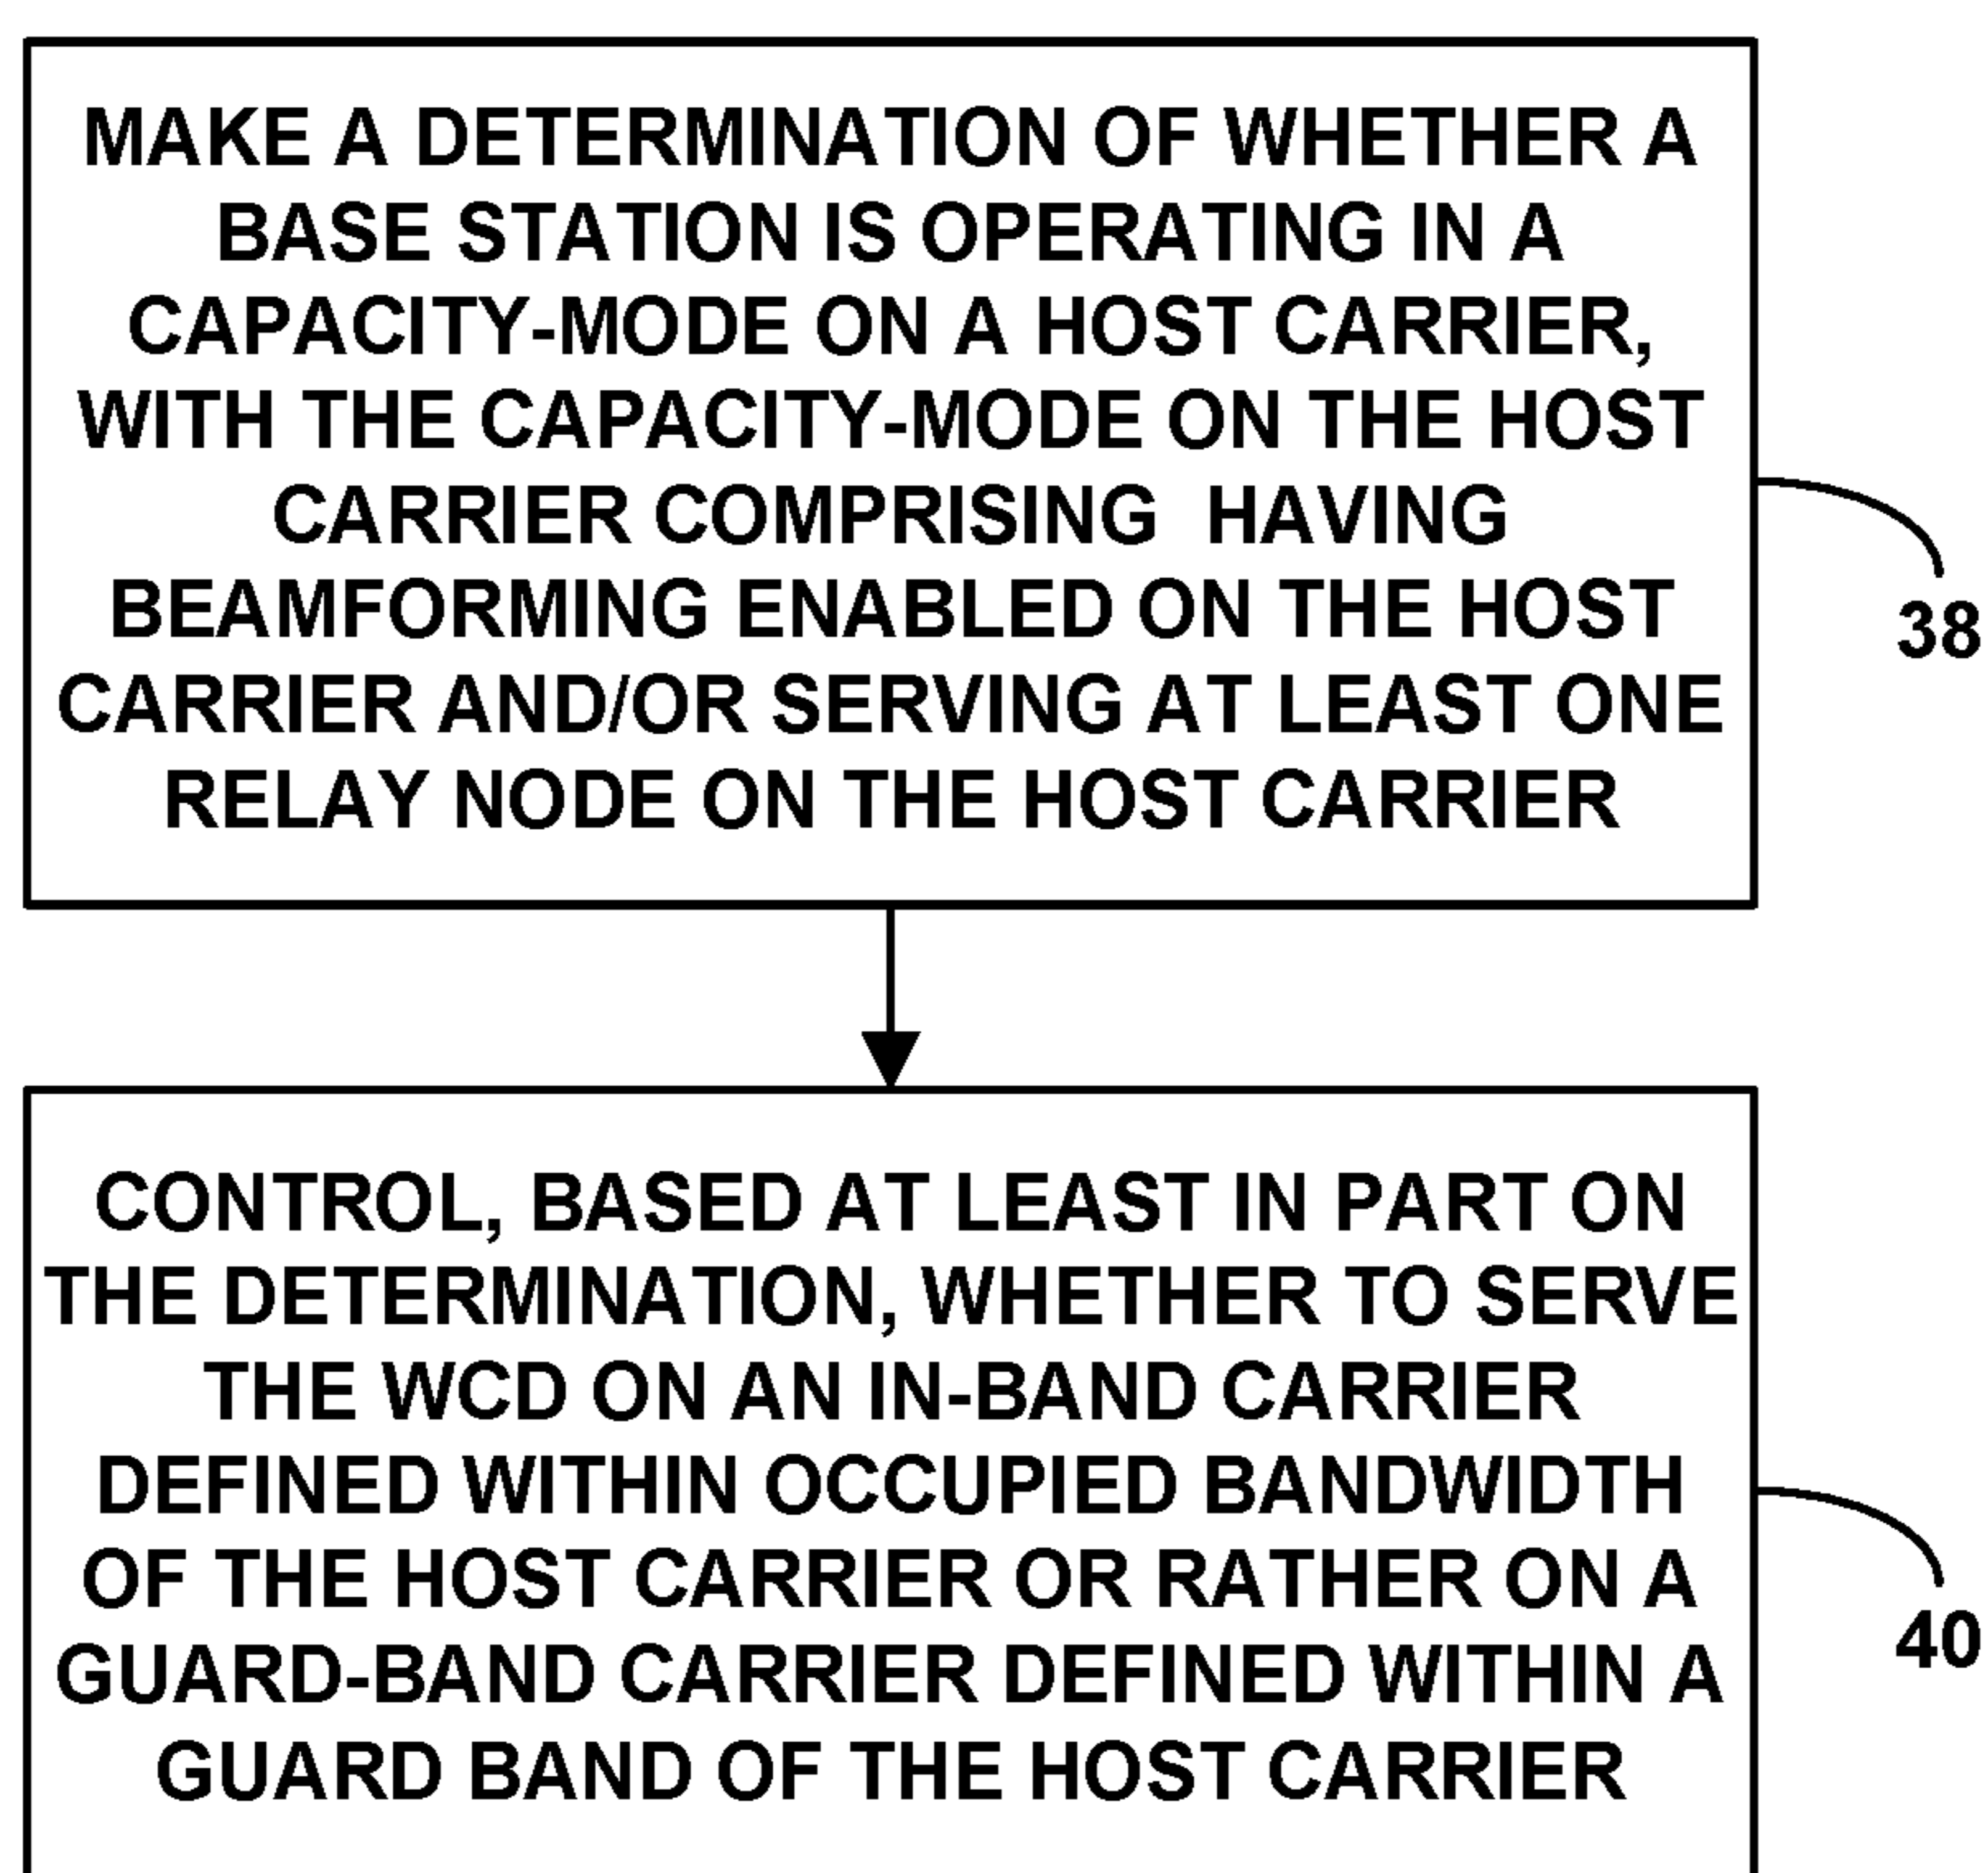 MAKE A DETERMINATION OF WHETHER A
BASE STATION IS OPERATING IN A
CAPACITY-MODE ON A HOST CARRIER,
WITH THE CAPACITY-MODE ON THE HOST
CARRIER COMPRISING HAVING
BEAMFORMING ENABLED ON THE HOST
CARRIER AND/OR SERVING AT LEAST ONE
RELAY NODE ON THE HOST CARRIER
38
CONTROL, BASED AT LEAST IN PART ON
THE DETERMINATION, WHETHER TO SERVE
THE WCD ON AN IN-BAND CARRIER
DEFINED WITHIN OCCUPIED BANDWIDTH
OF THE HOST CARRIER OR RATHER ON A
GUARD-BAND CARRIER DEFINED WITHIN A
GUARD BAND OF THE HOST CARRIER
40